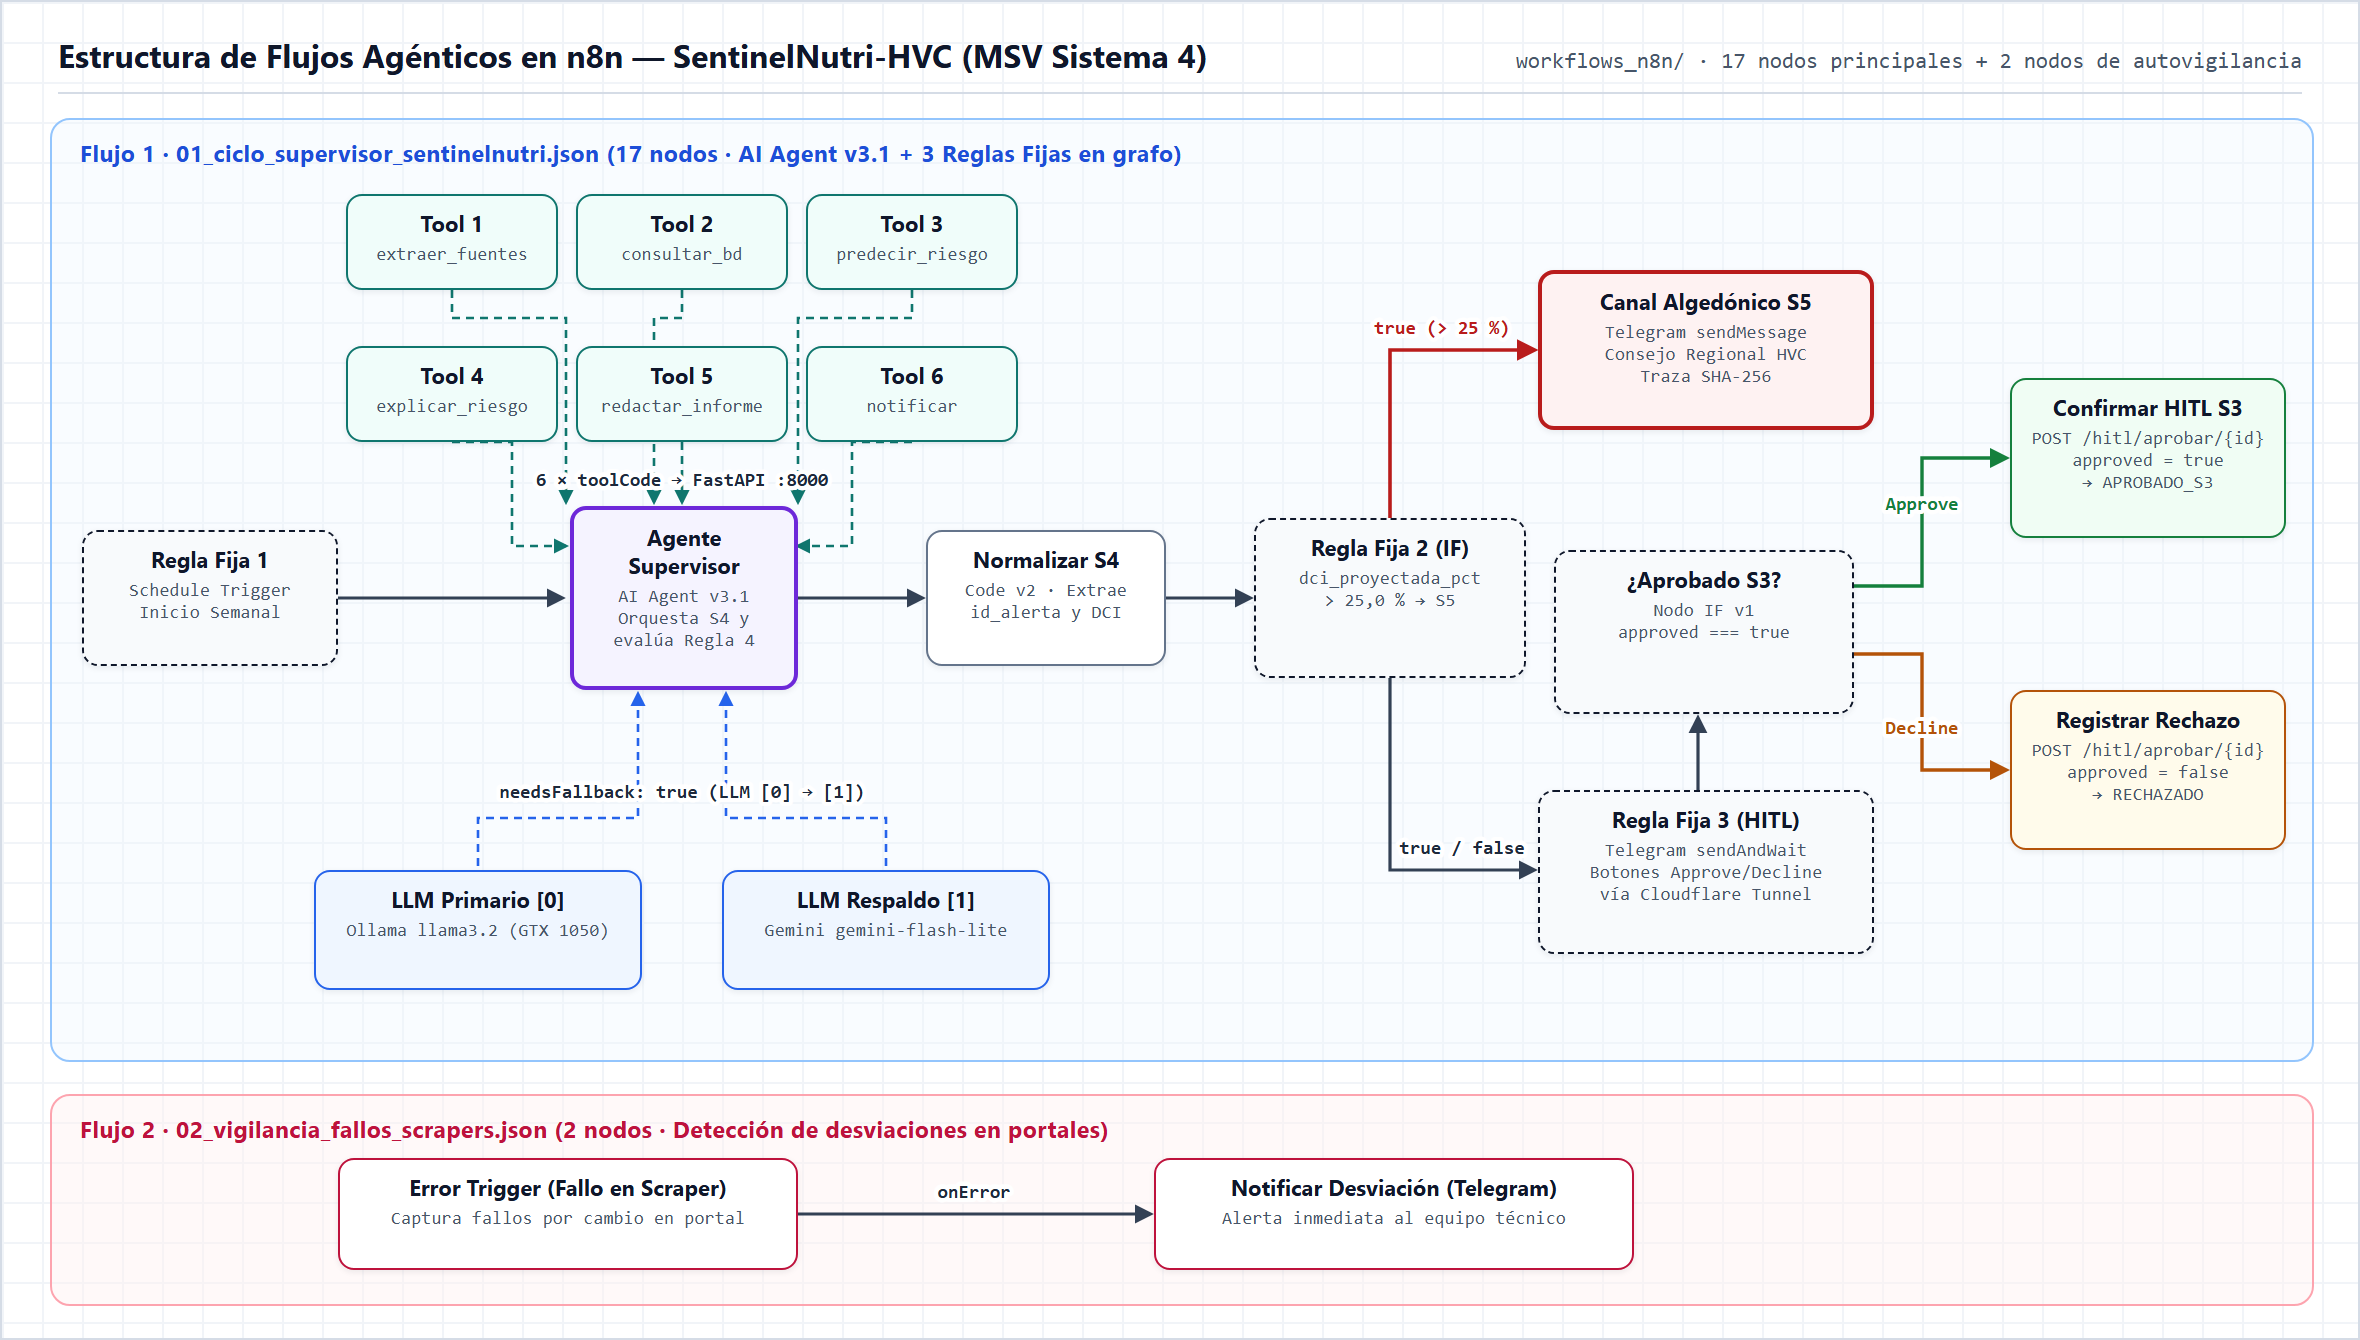 Estructura de Flujos Agénticos en n8n — SentinelNutri-HVC (MSV Sistema 4)
workflows_n8n/ · 17 nodos principales + 2 nodos de autovigilancia
Flujo 1 · 01_ciclo_supervisor_sentinelnutri.json (17 nodos · AI Agent v3.1 + 3 Reglas Fijas en grafo)
Tool 1
extraer_fuentes
Tool 2
consultar_bd
Tool 3
predecir_riesgo
Tool 4
explicar_riesgo
Tool 5
redactar_informe
Tool 6
notificar
6 × toolCode → FastAPI :8000
Regla Fija 1
Schedule Trigger
Inicio Semanal
Agente
Supervisor
AI Agent v3.1
Orquesta S4 y
evalúa Regla 4
Normalizar S4
Code v2 · Extrae
id_alerta y DCI
Regla Fija 2 (IF)
dci_proyectada_pct
> 25,0 % → S5
true (> 25 %)
Canal Algedónico S5
Telegram sendMessage
Consejo Regional HVC
Traza SHA-256
true / false
Regla Fija 3 (HITL)
Telegram sendAndWait
Botones Approve/Decline
vía Cloudflare Tunnel
¿Aprobado S3?
Nodo IF v1
approved === true
Approve
Confirmar HITL S3
POST /hitl/aprobar/{id}
approved = true
→ APROBADO_S3
Decline
Registrar Rechazo
POST /hitl/aprobar/{id}
approved = false
→ RECHAZADO
needsFallback: true (LLM [0] → [1])
LLM Primario [0]
Ollama llama3.2 (GTX 1050)
LLM Respaldo [1]
Gemini gemini-flash-lite
Flujo 2 · 02_vigilancia_fallos_scrapers.json (2 nodos · Detección de desviaciones en portales)
Error Trigger (Fallo en Scraper)
Captura fallos por cambio en portal
onError
Notificar Desviación (Telegram)
Alerta inmediata al equipo técnico